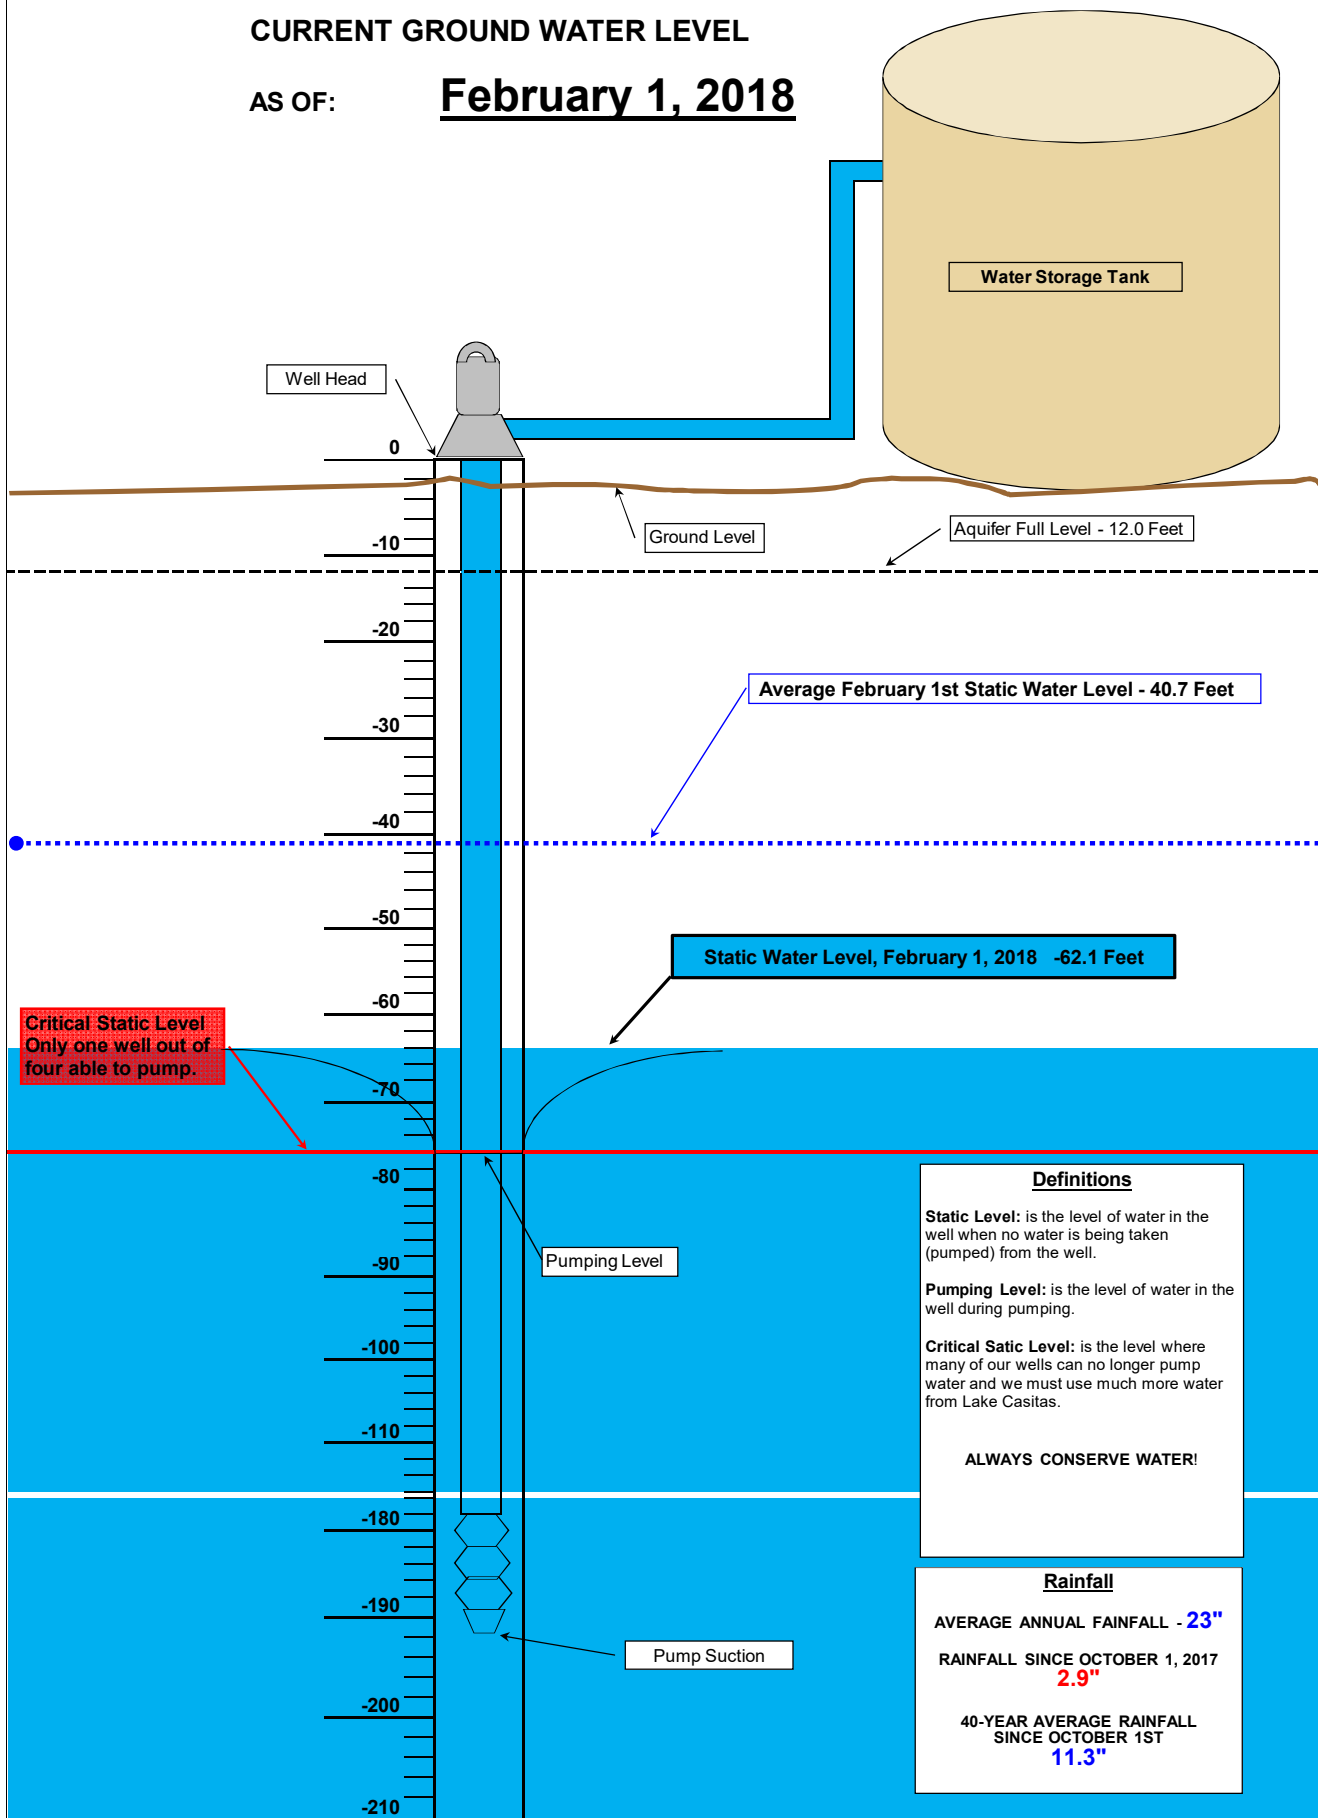 CURRENT GROUND WATER LEVEL
AS OF: February 1, 2018
Water Storage Tank
Well Head
0
Ground Level
Aquifer Full Level - 12.0 Feet
-10
-20
Average February 1st Static Water Level - 40.7 Feet
-30
-40
-50
Static Water Level, February 1, 2018 -62.1 Feet
-60
Critical Static Level
Only one well out of
four able to pump.
-70
-80
Pumping Level
-90
-100
-110
-180
-190
Pump Suction
-200
-210
Definitions
Static Level: is the level of water in the
well when no water is being taken
(pumped) from the well.
Pumping Level: is the level of water in the
well during pumping.
Critical Satic Level: is the level where
many of our wells can no longer pump
water and we must use much more water
from Lake Casitas.
ALWAYS CONSERVE WATER!
Rainfall
AVERAGE ANNUAL FAINFALL - 23"
RAINFALL SINCE OCTOBER 1, 2017
2.9"
40-YEAR AVERAGE RAINFALL
SINCE OCTOBER 1ST
11.3"